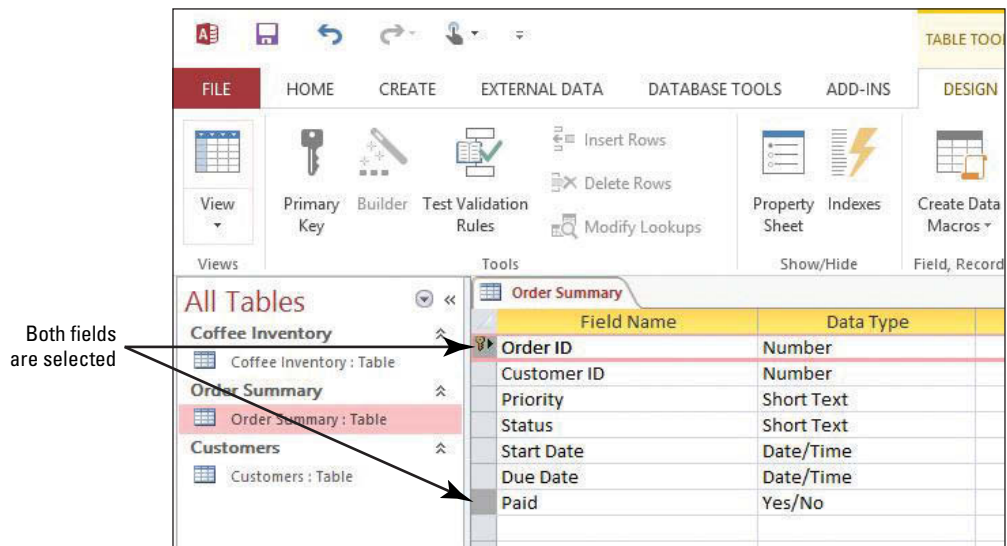 TABLE TOO
FILE HOME CREATE EXTERNAL DATA DATABASE TOOLS ADD-INS DESIGN
View
Primary Key
Builder
Test Validation Rules
Insert Rows
Delete Rows
Modify Lookups
Property Sheet
Indexes
Create Data Macros
Views
Tools
Show/Hide
Field, Record
All Tables
Coffee Inventory
Coffee Inventory : Table
Order Summary
Order Summary : Table
Customers
Customers : Table
Both fields
are selected
Order Summary
Field Name Data Type
Order ID Number
Customer ID Number
Priority Short Text
Status Short Text
Start Date Date/Time
Due Date Date/Time
Paid Yes/No